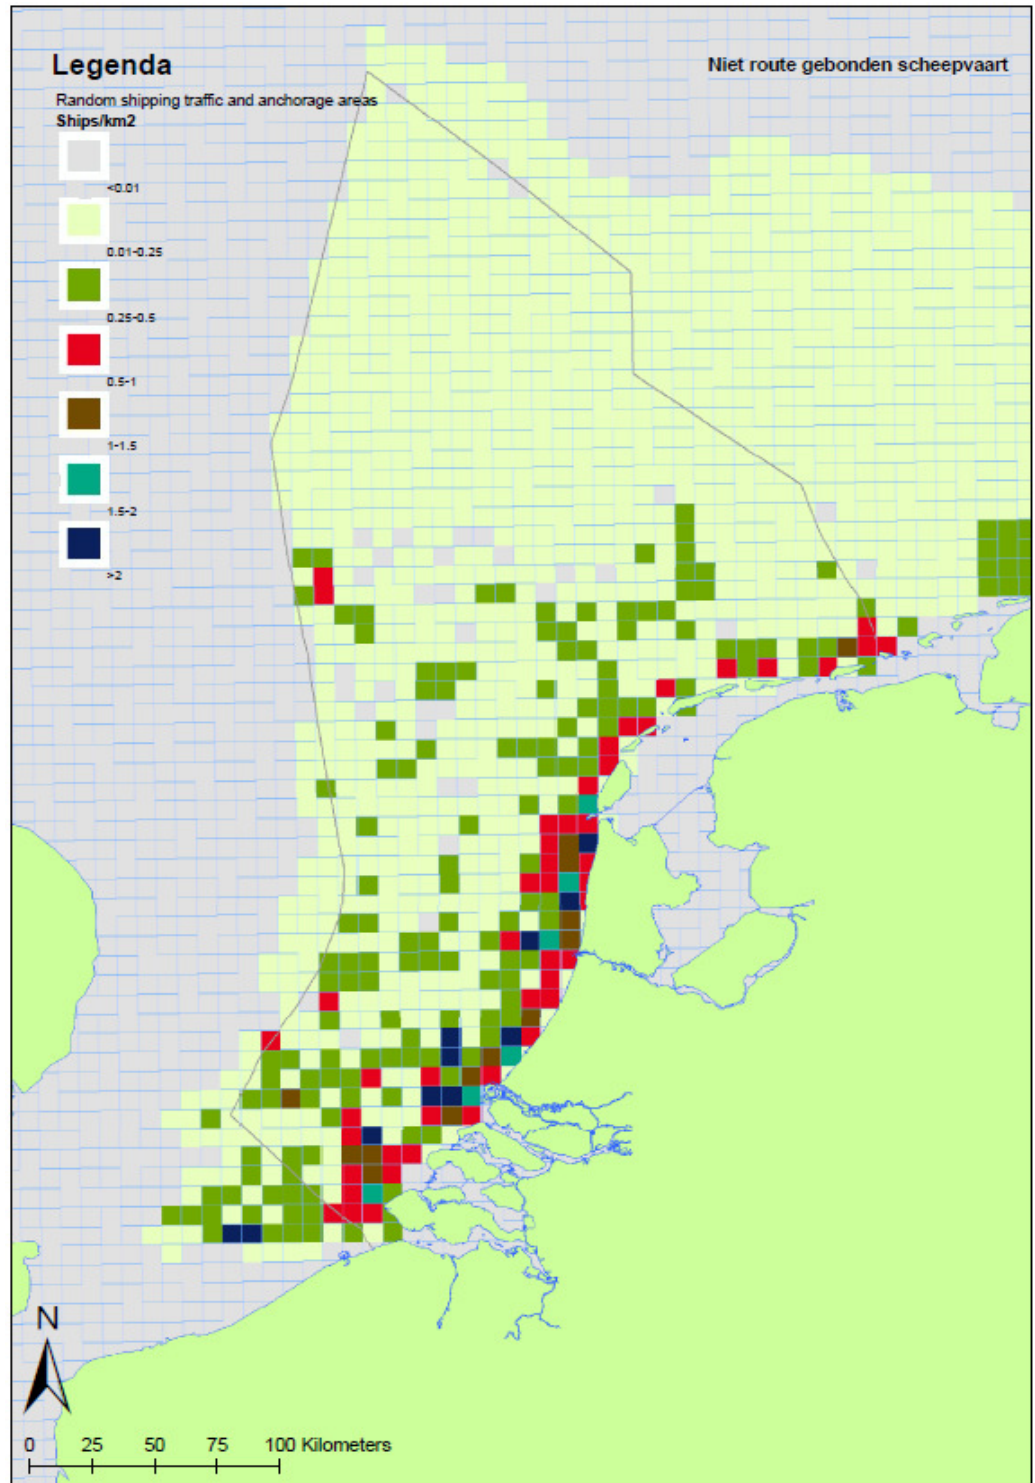 Legenda
Niet route gebonden scheepvaart
Random shipping traffic and anchorage areas
Ships/km2
<0.01
0.01-0.25
0.25-0.5
0.5-1
1-1.5
1.5-2
>2
N
0 25 50 75 100 Kilometers